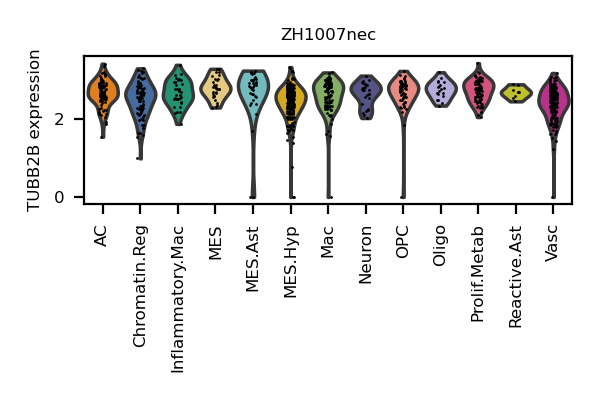 ZH1007nec
TUBB2B expression
2
0
AC
Chromatin.Reg
Inflammatory.Mac
MES
MES.Ast
MES.Hyp
Mac
Neuron
OPC
Oligo
Prolif.Metab
Reactive.Ast
Vasc